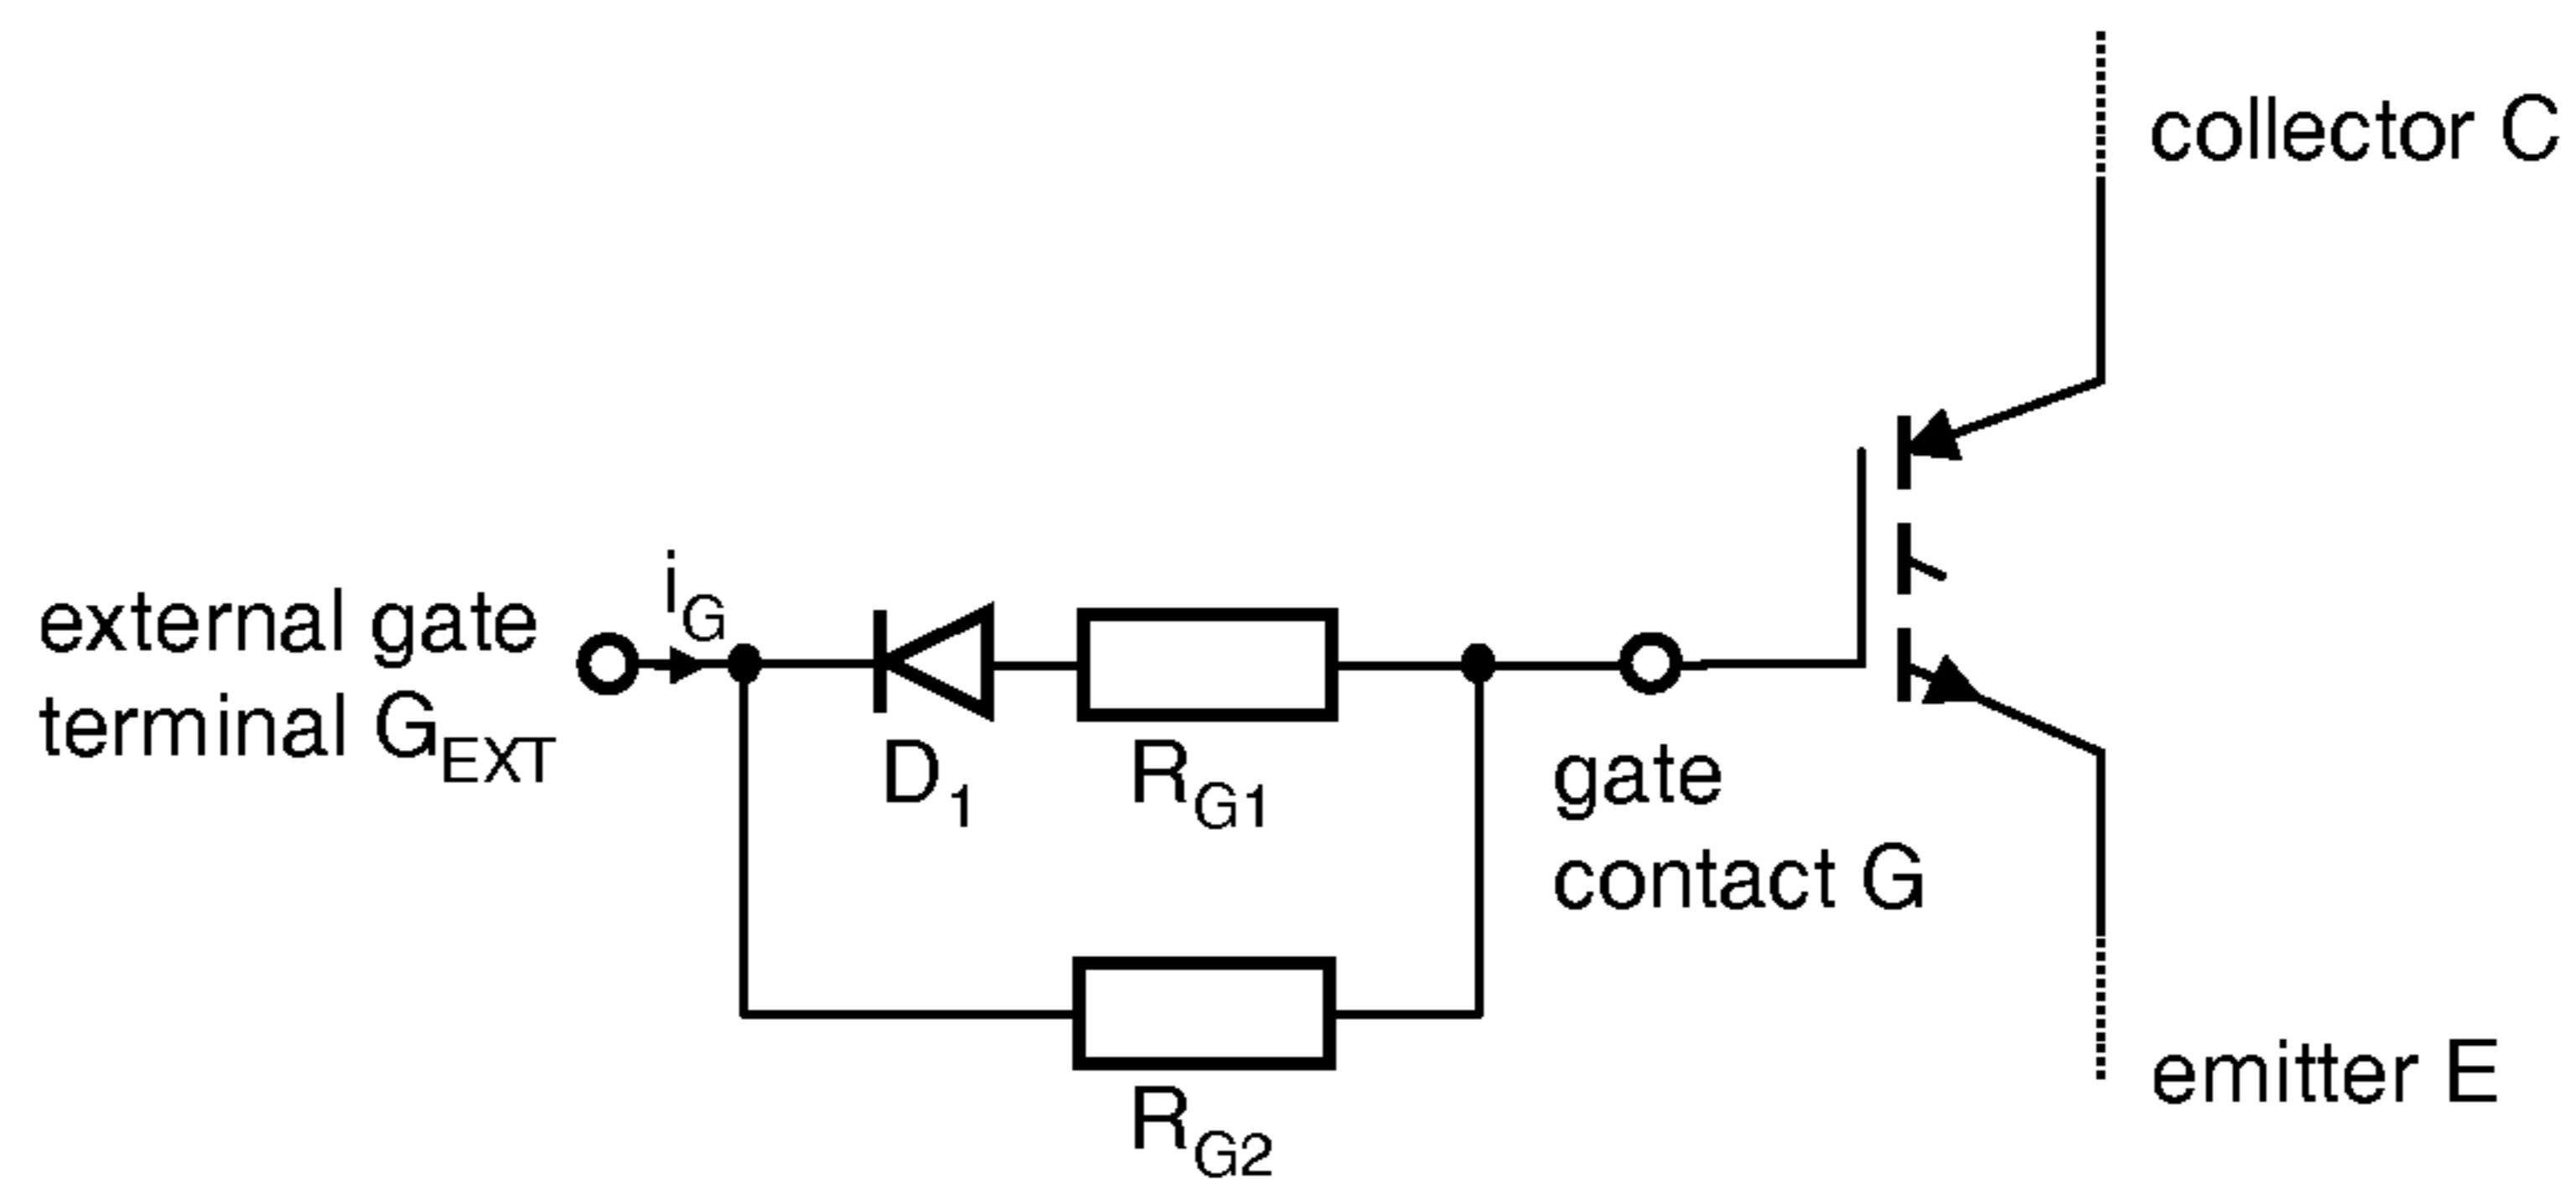 collector C
i_G
external gate
terminal G_EXT
D_1
R_G1
gate
contact G
R_G2
emitter E